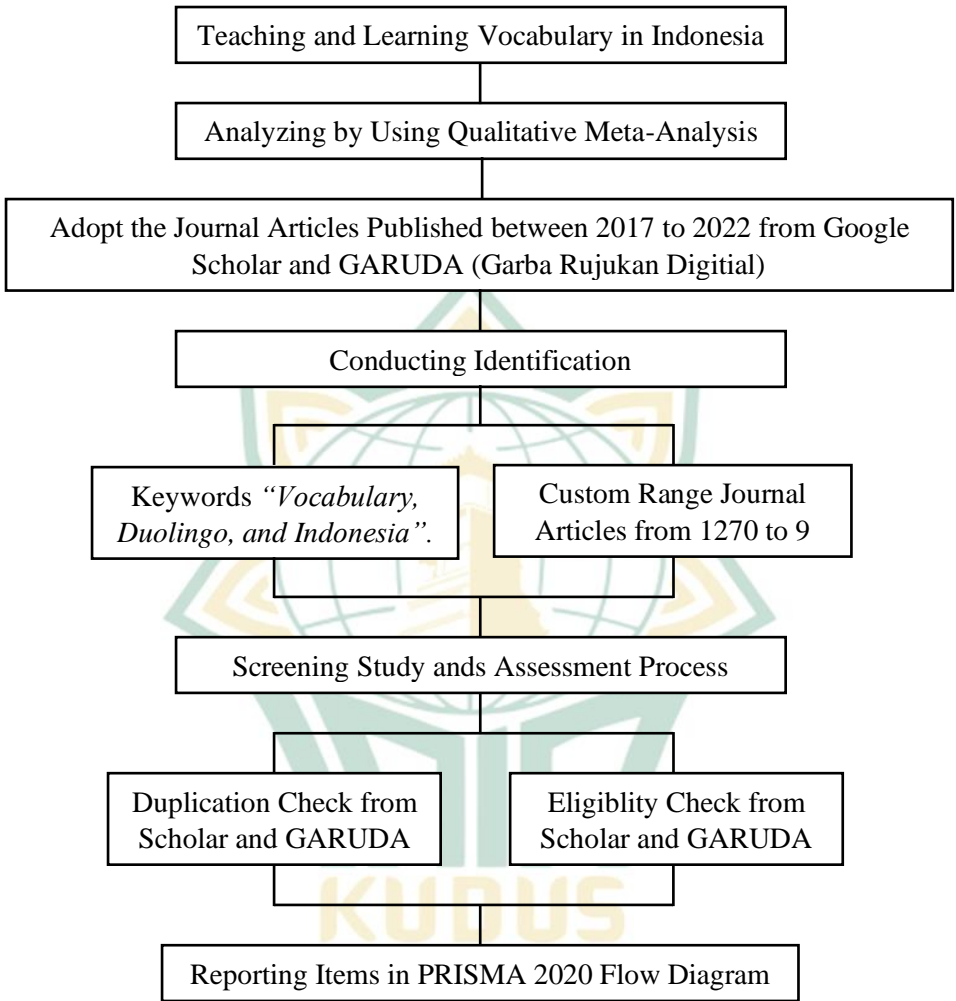 Teaching and Learning Vocabulary in Indonesia
Analyzing by Using Qualitative Meta-Analysis
Adopt the Journal Articles Published between 2017 to 2022 from Google
Scholar and GARUDA (Garba Rujukan Digitial)
Conducting Identification
Keywords “Vocabulary,
Duolingo, and Indonesia”.
Custom Range Journal
Articles from 1270 to 9
Screening Study ands Assessment Process
Duplication Check from
Scholar and GARUDA
Eligiblity Check from
Scholar and GARUDA
KUDUS
Reporting Items in PRISMA 2020 Flow Diagram